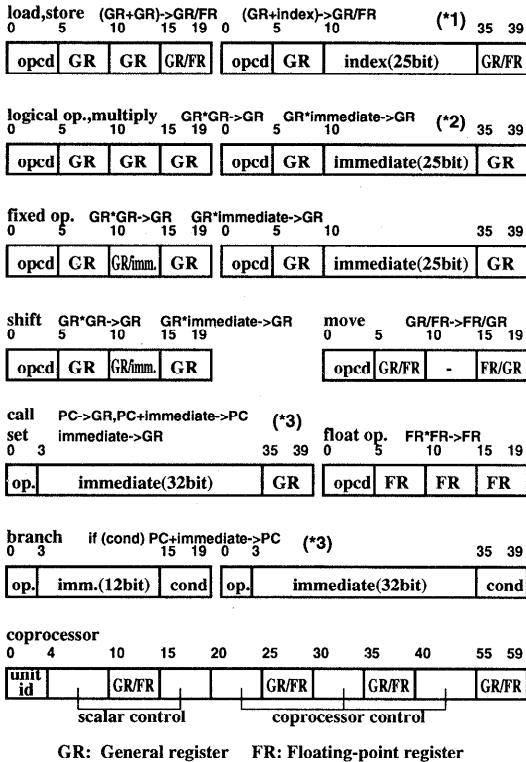 load,store (GR+GR)->GR/FR (GR+index)->GR/FR (*1)
0 5 10 15 19 0 5 10 35 39
opcd GR GR GR/FR opcd GR index(25bit) GR/FR
logical op.,multiply GR*GR->GR GR*immediate->GR (*2)
0 5 10 15 19 0 5 10 35 39
opcd GR GR GR opcd GR immediate(25bit) GR
fixed op. GR*GR->GR GR*immediate->GR
0 5 10 15 19 0 5 10 35 39
opcd GR GR/imm. GR opcd GR immediate(25bit) GR
shift GR*GR->GR GR*immediate->GR move GR/FR->FR/GR
0 5 10 15 19 0 5 10 15 19
opcd GR GR/imm. GR opcd GR/FR - FR/GR
call PC->GR,PC+immediate->PC (*3)
set immediate->GR float op. FR*FR->FR
0 3 35 39 0 5 10 15 19
op. immediate(32bit) GR opcd FR FR FR
branch if (cond) PC+immediate->PC (*3)
0 3 15 19 0 3 35 39
op. imm.(12bit) cond op. immediate(32bit) cond
coprocessor
0 4 10 15 20 25 30 35 40 55 59
unit id GR/FR GR/FR GR/FR GR/FR
scalar control coprocessor control
GR: General register FR: Floating-point register